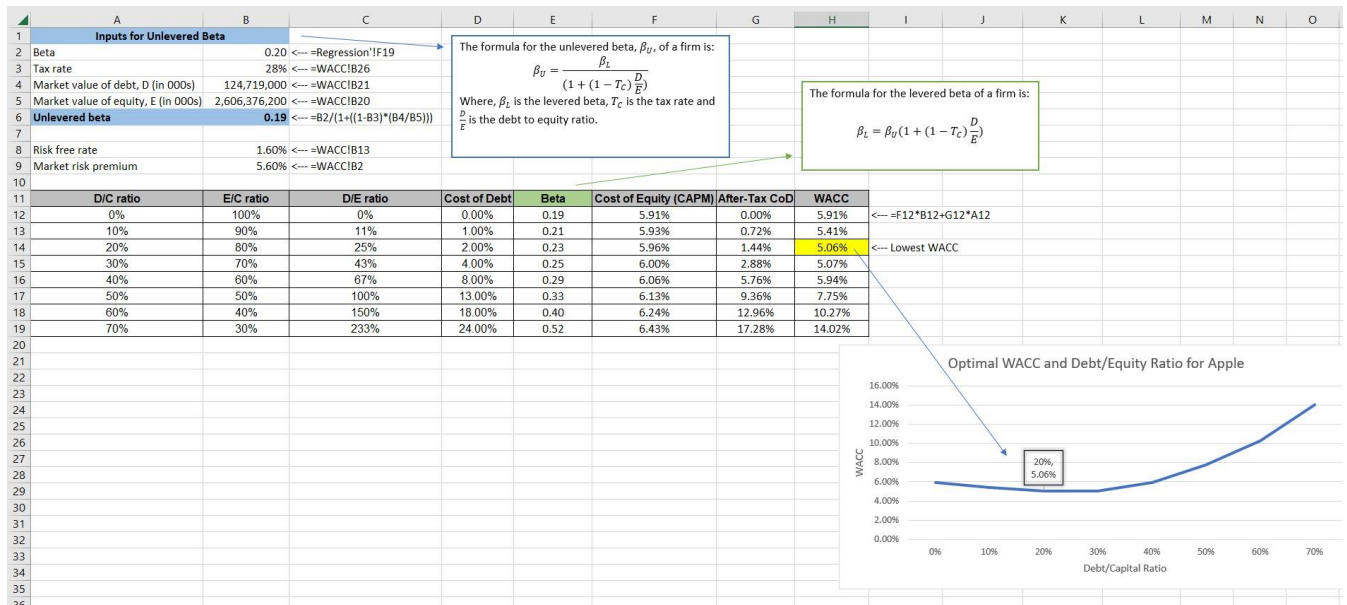 A B C D E F G H I J K L M N O
1 Inputs for Unlevered Beta
2 Beta 0.20 <--- =Regression'!F19
3 Tax rate 28% <--- =WACC!B26
4 Market value of debt, D (in 000s) 124,719,000 <--- =WACC!B21
5 Market value of equity, E (in 000s) 2,606,376,200 <--- =WACC!B20
6 Unlevered beta 0.19 <--- =B2/(1+((1-B3)*(B4/B5)))
7
8 Risk free rate 1.60% <--- =WACC!B13
9 Market risk premium 5.60% <--- =WACC!B2
10
The formula for the unlevered beta, βU, of a firm is:
βU = βL / (1 + (1 − TC) D/E)
Where, βL is the levered beta, TC is the tax rate and
D/E is the debt to equity ratio.
The formula for the levered beta of a firm is:
βL = βU(1 + (1 − TC) D/E)
11 D/C ratio E/C ratio D/E ratio Cost of Debt Beta Cost of Equity (CAPM) After-Tax CoD WACC
12 0% 100% 0% 0.00% 0.19 5.91% 0.00% 5.91% <--- =F12*B12+G12*A12
13 10% 90% 11% 1.00% 0.21 5.93% 0.72% 5.41%
14 20% 80% 25% 2.00% 0.23 5.96% 1.44% 5.06% <--- Lowest WACC
15 30% 70% 43% 4.00% 0.25 6.00% 2.88% 5.07%
16 40% 60% 67% 8.00% 0.29 6.06% 5.76% 5.94%
17 50% 50% 100% 13.00% 0.33 6.13% 9.36% 7.75%
18 60% 40% 150% 18.00% 0.40 6.24% 12.96% 10.27%
19 70% 30% 233% 24.00% 0.52 6.43% 17.28% 14.02%
20
21
22
23
24
25
26
27
28
29
30
31
32
33
34
35
Optimal WACC and Debt/Equity Ratio for Apple
16.00%
14.00%
12.00%
10.00%
8.00%
6.00%
4.00%
2.00%
0.00%
WACC
20%,
5.06%
0% 10% 20% 30% 40% 50% 60% 70%
Debt/Capital Ratio